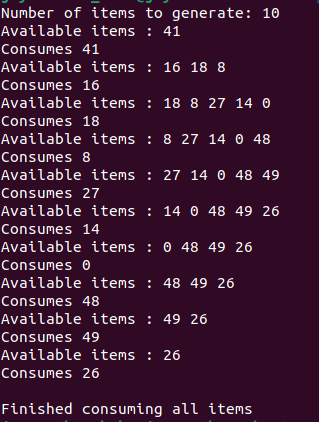 Number of items to generate: 10
Available items : 41
Consumes 41
Available items : 16 18 8
Consumes 16
Available items : 18 8 27 14 0
Consumes 18
Available items : 8 27 14 0 48
Consumes 8
Available items : 27 14 0 48 49
Consumes 27
Available items : 14 0 48 49 26
Consumes 14
Available items : 0 48 49 26
Consumes 0
Available items : 48 49 26
Consumes 48
Available items : 49 26
Consumes 49
Available items : 26
Consumes 26
Finished consuming all items